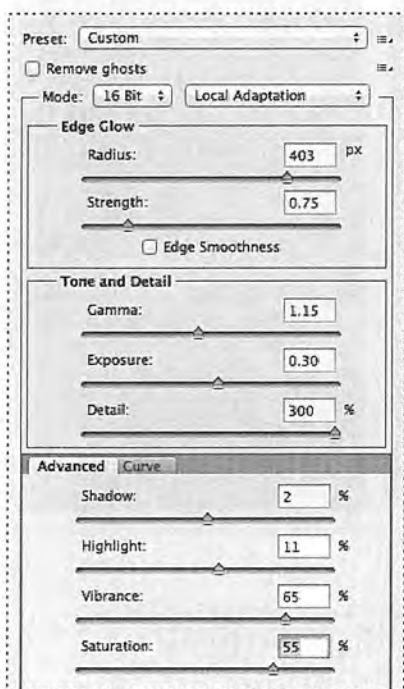 Preset: Custom
Remove ghosts
Mode: 16 Bit Local Adaptation
Edge Glow
Radius: 403 px
Strength: 0.75
Edge Smoothness
Tone and Detail
Gamma: 1.15
Exposure: 0.30
Detail: 300 %
Advanced Curve
Shadow: 2 %
Highlight: 11 %
Vibrance: 65 %
Saturation: 55 %